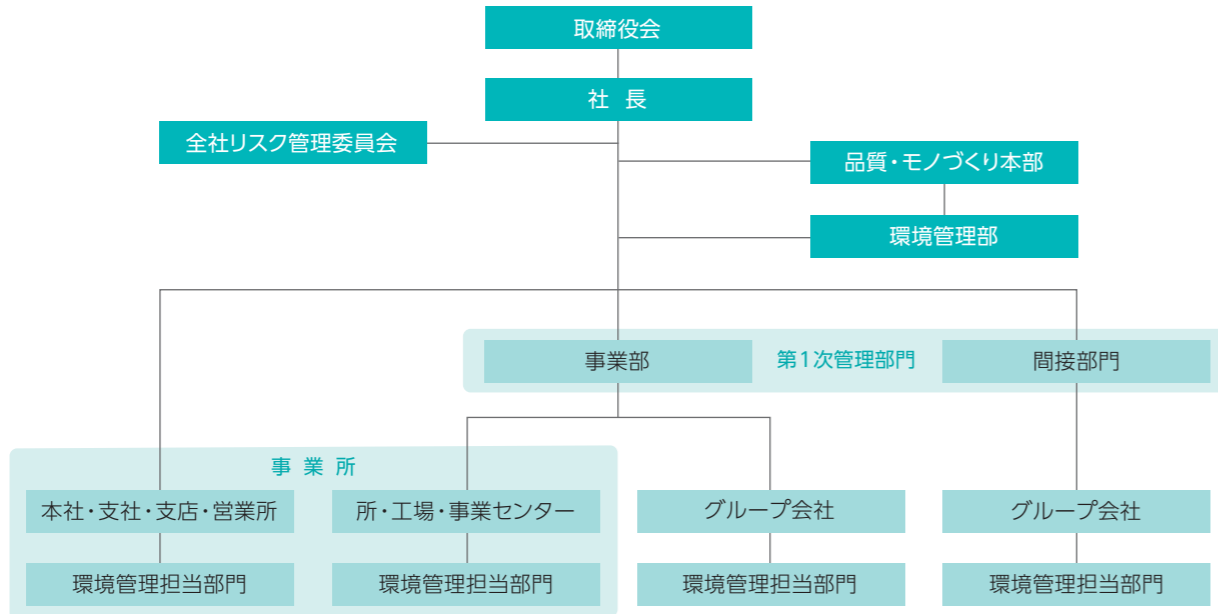 取締役会
社 長
全社リスク管理委員会
品質・モノづくり本部
環境管理部
事業部
第1次管理部門
間接部門
事 業 所
本社・支社・支店・営業所
所・工場・事業センター
グループ会社
グループ会社
環境管理担当部門
環境管理担当部門
環境管理担当部門
環境管理担当部門